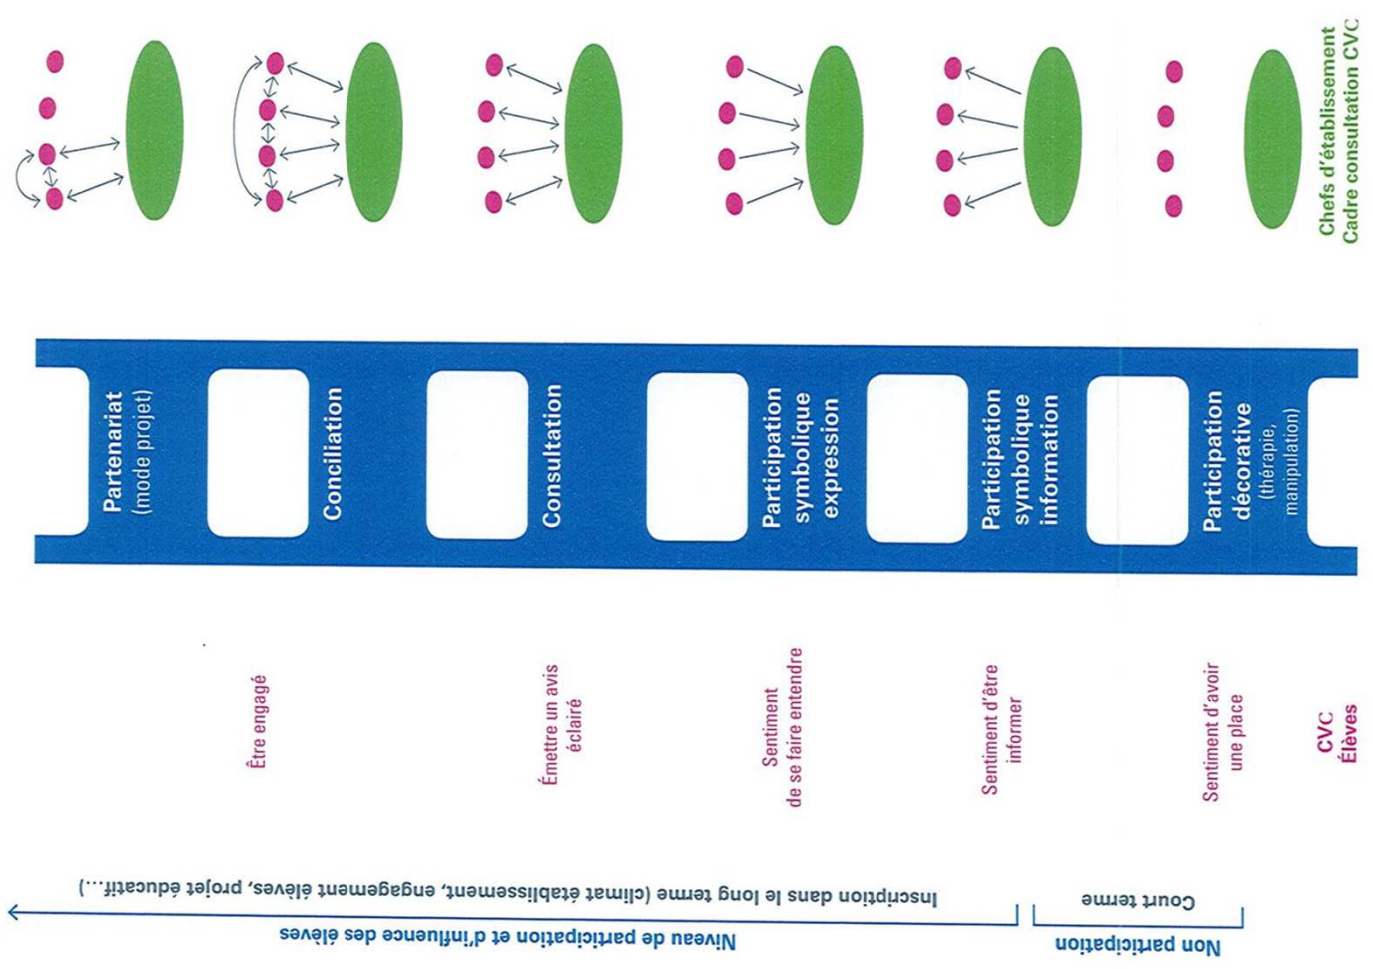 Chefs d'établissement
Cadre consultation CVC
Partenariat
(mode projet)
Conciliation
Consultation
Participation
symbolique
expression
Participation
symbolique
information
Participation
décorative
(thérapie,
manipulation)
Être engagé
Émettre un avis
éclairé
Sentiment
de se faire entendre
Sentiment d'être
informer
Sentiment d'avoir
une place
CVC
Élèves
Inscription dans le long terme (climat établissement, engagement élèves, projet éducatif...)
Niveau de participation et d'influence des élèves
Court terme
Non participation